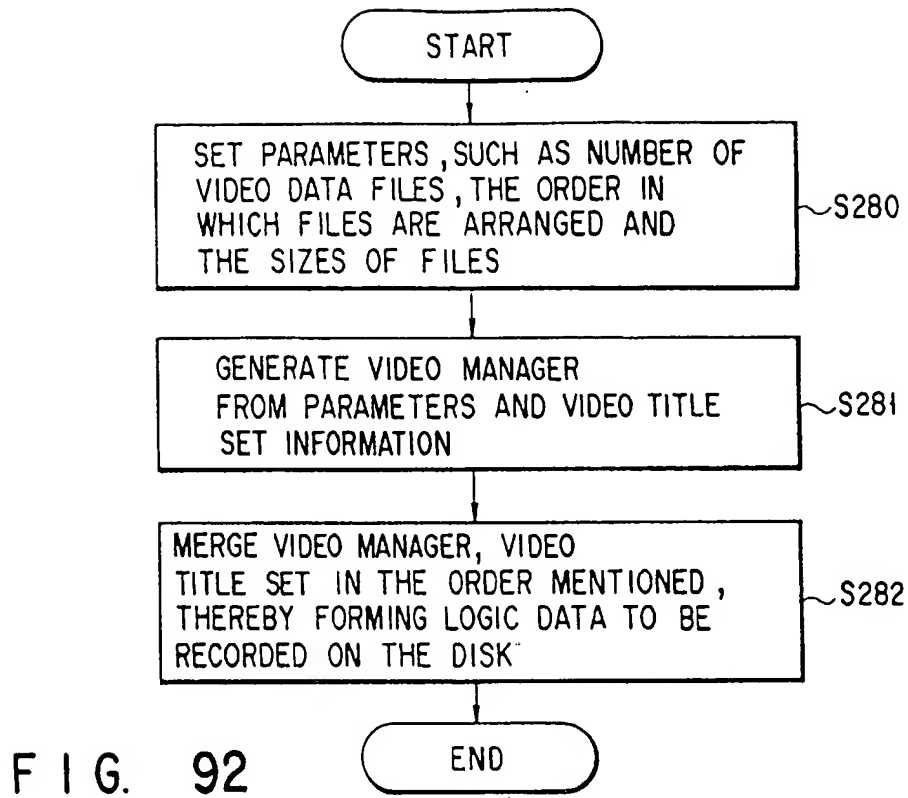 START
SET PARAMETERS, SUCH AS NUMBER OF
VIDEO DATA FILES, THE ORDER IN
WHICH FILES ARE ARRANGED AND
THE SIZES OF FILES
S280
GENERATE VIDEO MANAGER
FROM PARAMETERS AND VIDEO TITLE
SET INFORMATION
S281
MERGE VIDEO MANAGER, VIDEO
TITLE SET IN THE ORDER MENTIONED,
THEREBY FORMING LOGIC DATA TO BE
RECORDED ON THE DISK
S282
END
FIG. 92